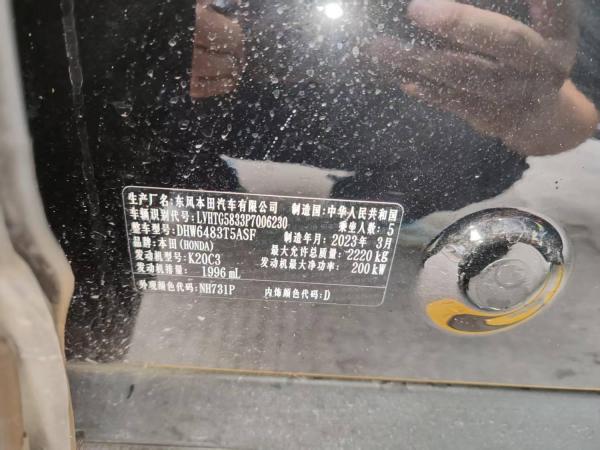 生产厂名:东风本田汽车有限公司 制造国:中华人民共和国
车辆识别代号:LVHTG5833P7006230 乘坐人数: 5
整车型号:DHW6483T5ASF 制造年月:2023年 3月
品牌:本田(HONDA) 最大允许总质量:2220kg
发动机型号:K20C3 发动机最大净功率: 200kW
发动机排量: 1996 mL
外观颜色代码:NH731P 内饰颜色代码:D